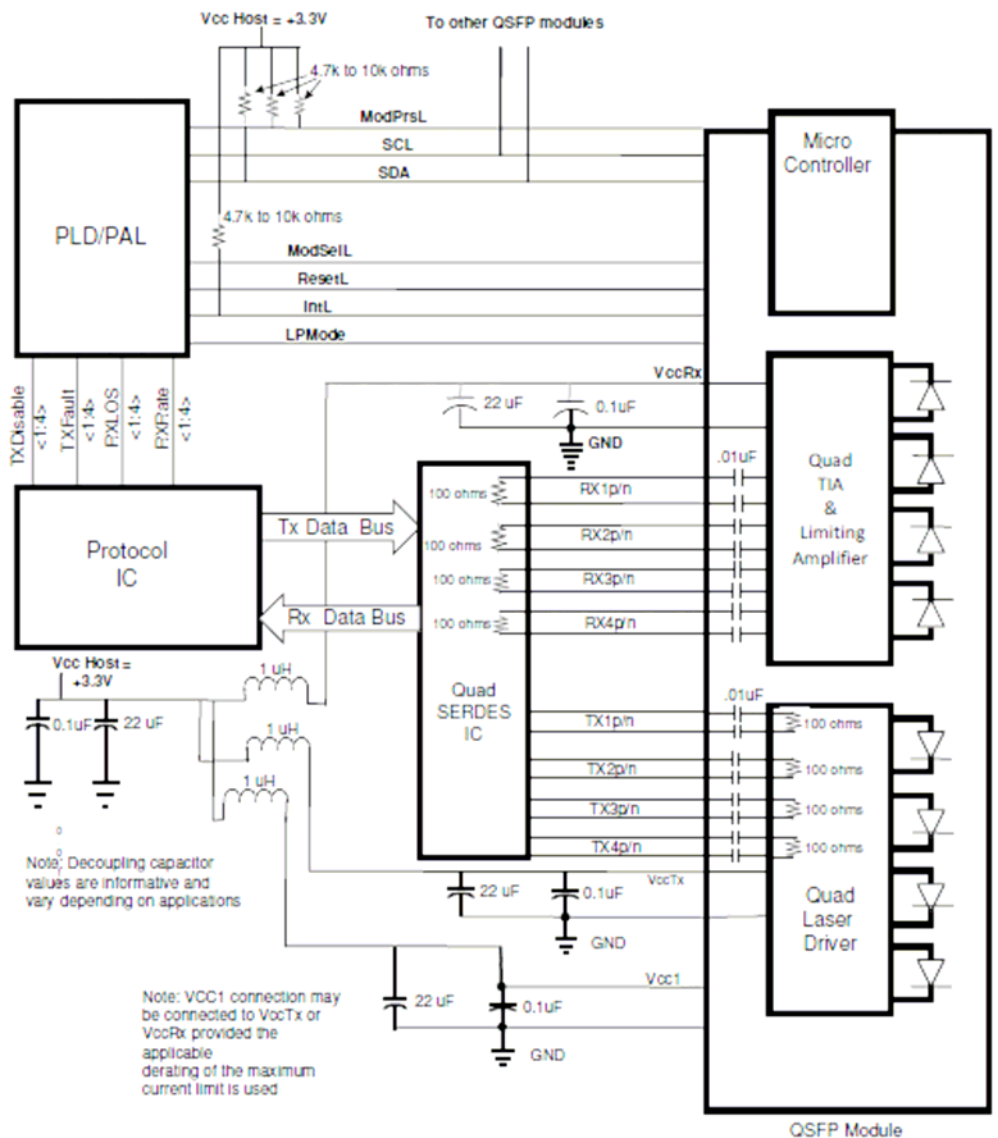 Vcc Host = +3.3V
To other QSFP modules
4.7k to 10k ohms
ModPrsL
SCL
SDA
Micro
Controller
PLD/PAL
4.7k to 10k ohms
ModSelL
ResetL
IntL
LPMode
TXDisable
<1:4>
TXFault
<1:4>
RXLOS
<1:4>
RXRate
<1:4>
VccRx
22 uF
0.1uF
GND
.01uF
Quad
TIA
&
Limiting
Amplifier
100 ohms
RX1p/n
100 ohms
RX2p/n
100 ohms
RX3p/n
100 ohms
RX4p/n
Tx Data Bus
Protocol
IC
Rx Data Bus
Vcc Host =
+3.3V
0.1uF
22 uF
1 uH
1 uH
1 uH
Quad
SERDES
IC
.01uF
TX1p/n
100 ohms
TX2p/n
100 ohms
TX3p/n
100 ohms
TX4p/n
100 ohms
Note: Decoupling capacitor
values are informative and
vary depending on applications
VccTx
22 uF
0.1uF
GND
Quad
Laser
Driver
Vcc1
22 uF
0.1uF
GND
Note: VCC1 connection may
be connected to VccTx or
VccRx provided the
applicable
derating of the maximum
current limit is used
QSFP Module